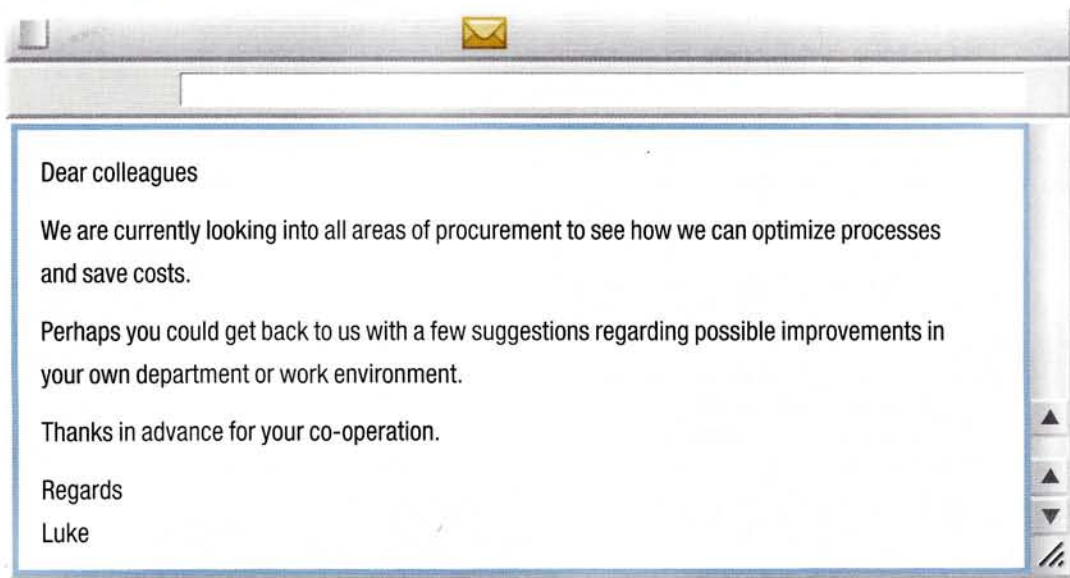 Dear colleagues
We are currently looking into all areas of procurement to see how we can optimize processes
and save costs.
Perhaps you could get back to us with a few suggestions regarding possible improvements in
your own department or work environment.
Thanks in advance for your co-operation.
Regards
Luke